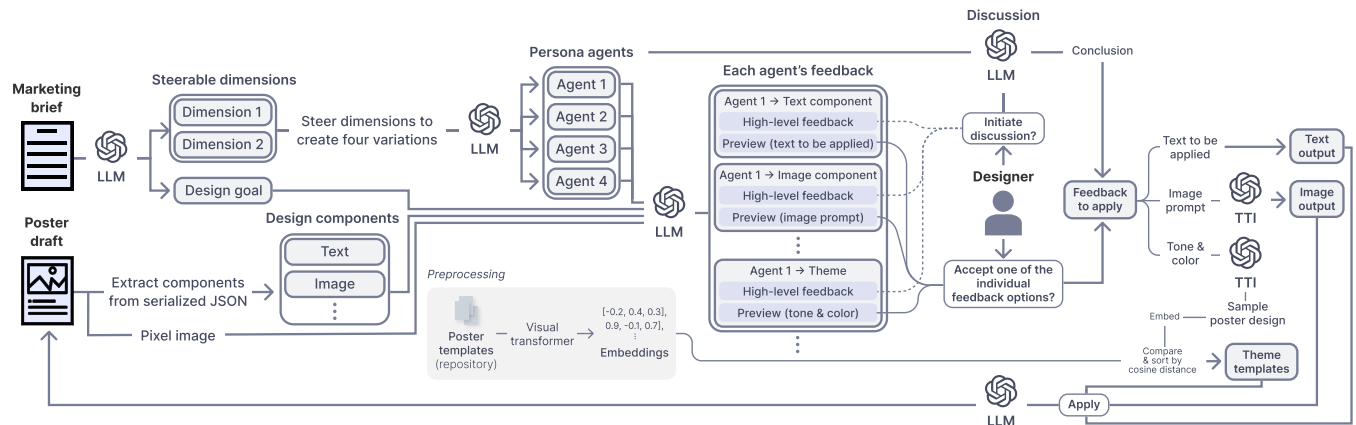 Marketing
brief
LLM
Steerable dimensions
Dimension 1
Dimension 2
Design goal
Steer dimensions to
create four variations
LLM
Persona agents
Agent 1
Agent 2
Agent 3
Agent 4
Poster
draft
Extract components
from serialized JSON
Pixel image
Design components
Text
Image
Preprocessing
Poster
templates
(repository)
Visual
transformer
[-0.2, 0.4, 0.3],
0.9, -0.1, 0.7],
Embeddings
LLM
Each agent's feedback
Agent 1 → Text component
High-level feedback
Preview (text to be applied)
Agent 1 → Image component
High-level feedback
Preview (image prompt)
Agent 1 → Theme
High-level feedback
Preview (tone & color)
Discussion
LLM
Conclusion
Initiate
discussion?
Designer
Accept one of the
individual
feedback options?
Feedback
to apply
Text to be
applied
Text
output
Image
prompt
TTI
Image
output
Tone &
color
TTI
Sample
poster design
Embed
Compare
& sort by
cosine distance
Theme
templates
LLM
Apply